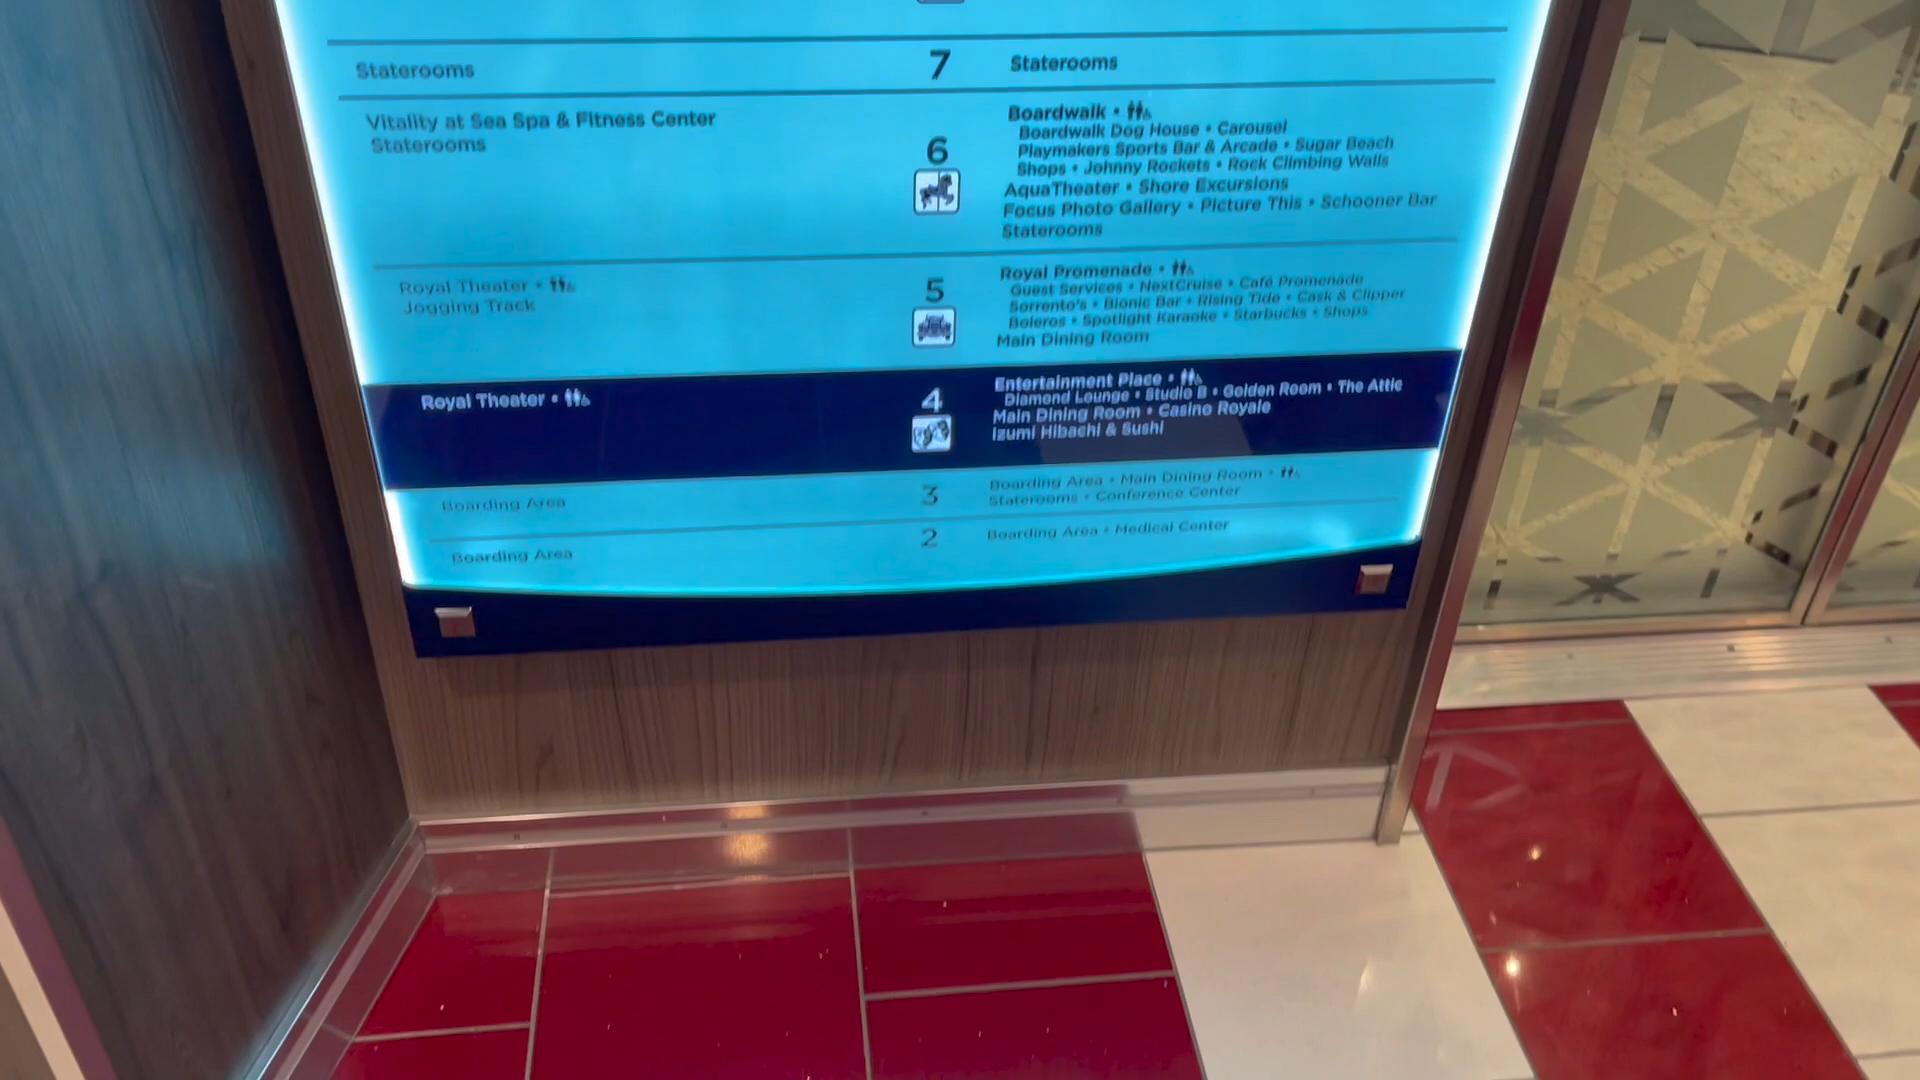 Staterooms
7
Staterooms
Vitality at Sea Spa & Fitness Center
Staterooms
6
Boardwalk •
Boardwalk Dog House • Carousel
Playmakers Sports Bar & Arcade • Sugar Beach
Shops • Johnny Rockets • Rock Climbing Walls
AquaTheater • Shore Excursions
Focus Photo Gallery • Picture This • Schooner Bar
Staterooms
Royal Theater •
Jogging Track
5
Royal Promenade •
Guest Services • NextCruise • Café Promenade
Sorrento's • Bionic Bar • Rising Tide • Cask & Clipper
Boleros • Spotlight Karaoke • Starbucks • Shops
Main Dining Room
Royal Theater •
4
Entertainment Place •
Diamond Lounge • Studio B • Golden Room • The Attic
Main Dining Room • Casino Royale
Izumi Hibachi & Sushi
Boarding Area
3
Boarding Area • Main Dining Room •
Staterooms • Conference Center
Boarding Area
2
Boarding Area • Medical Center